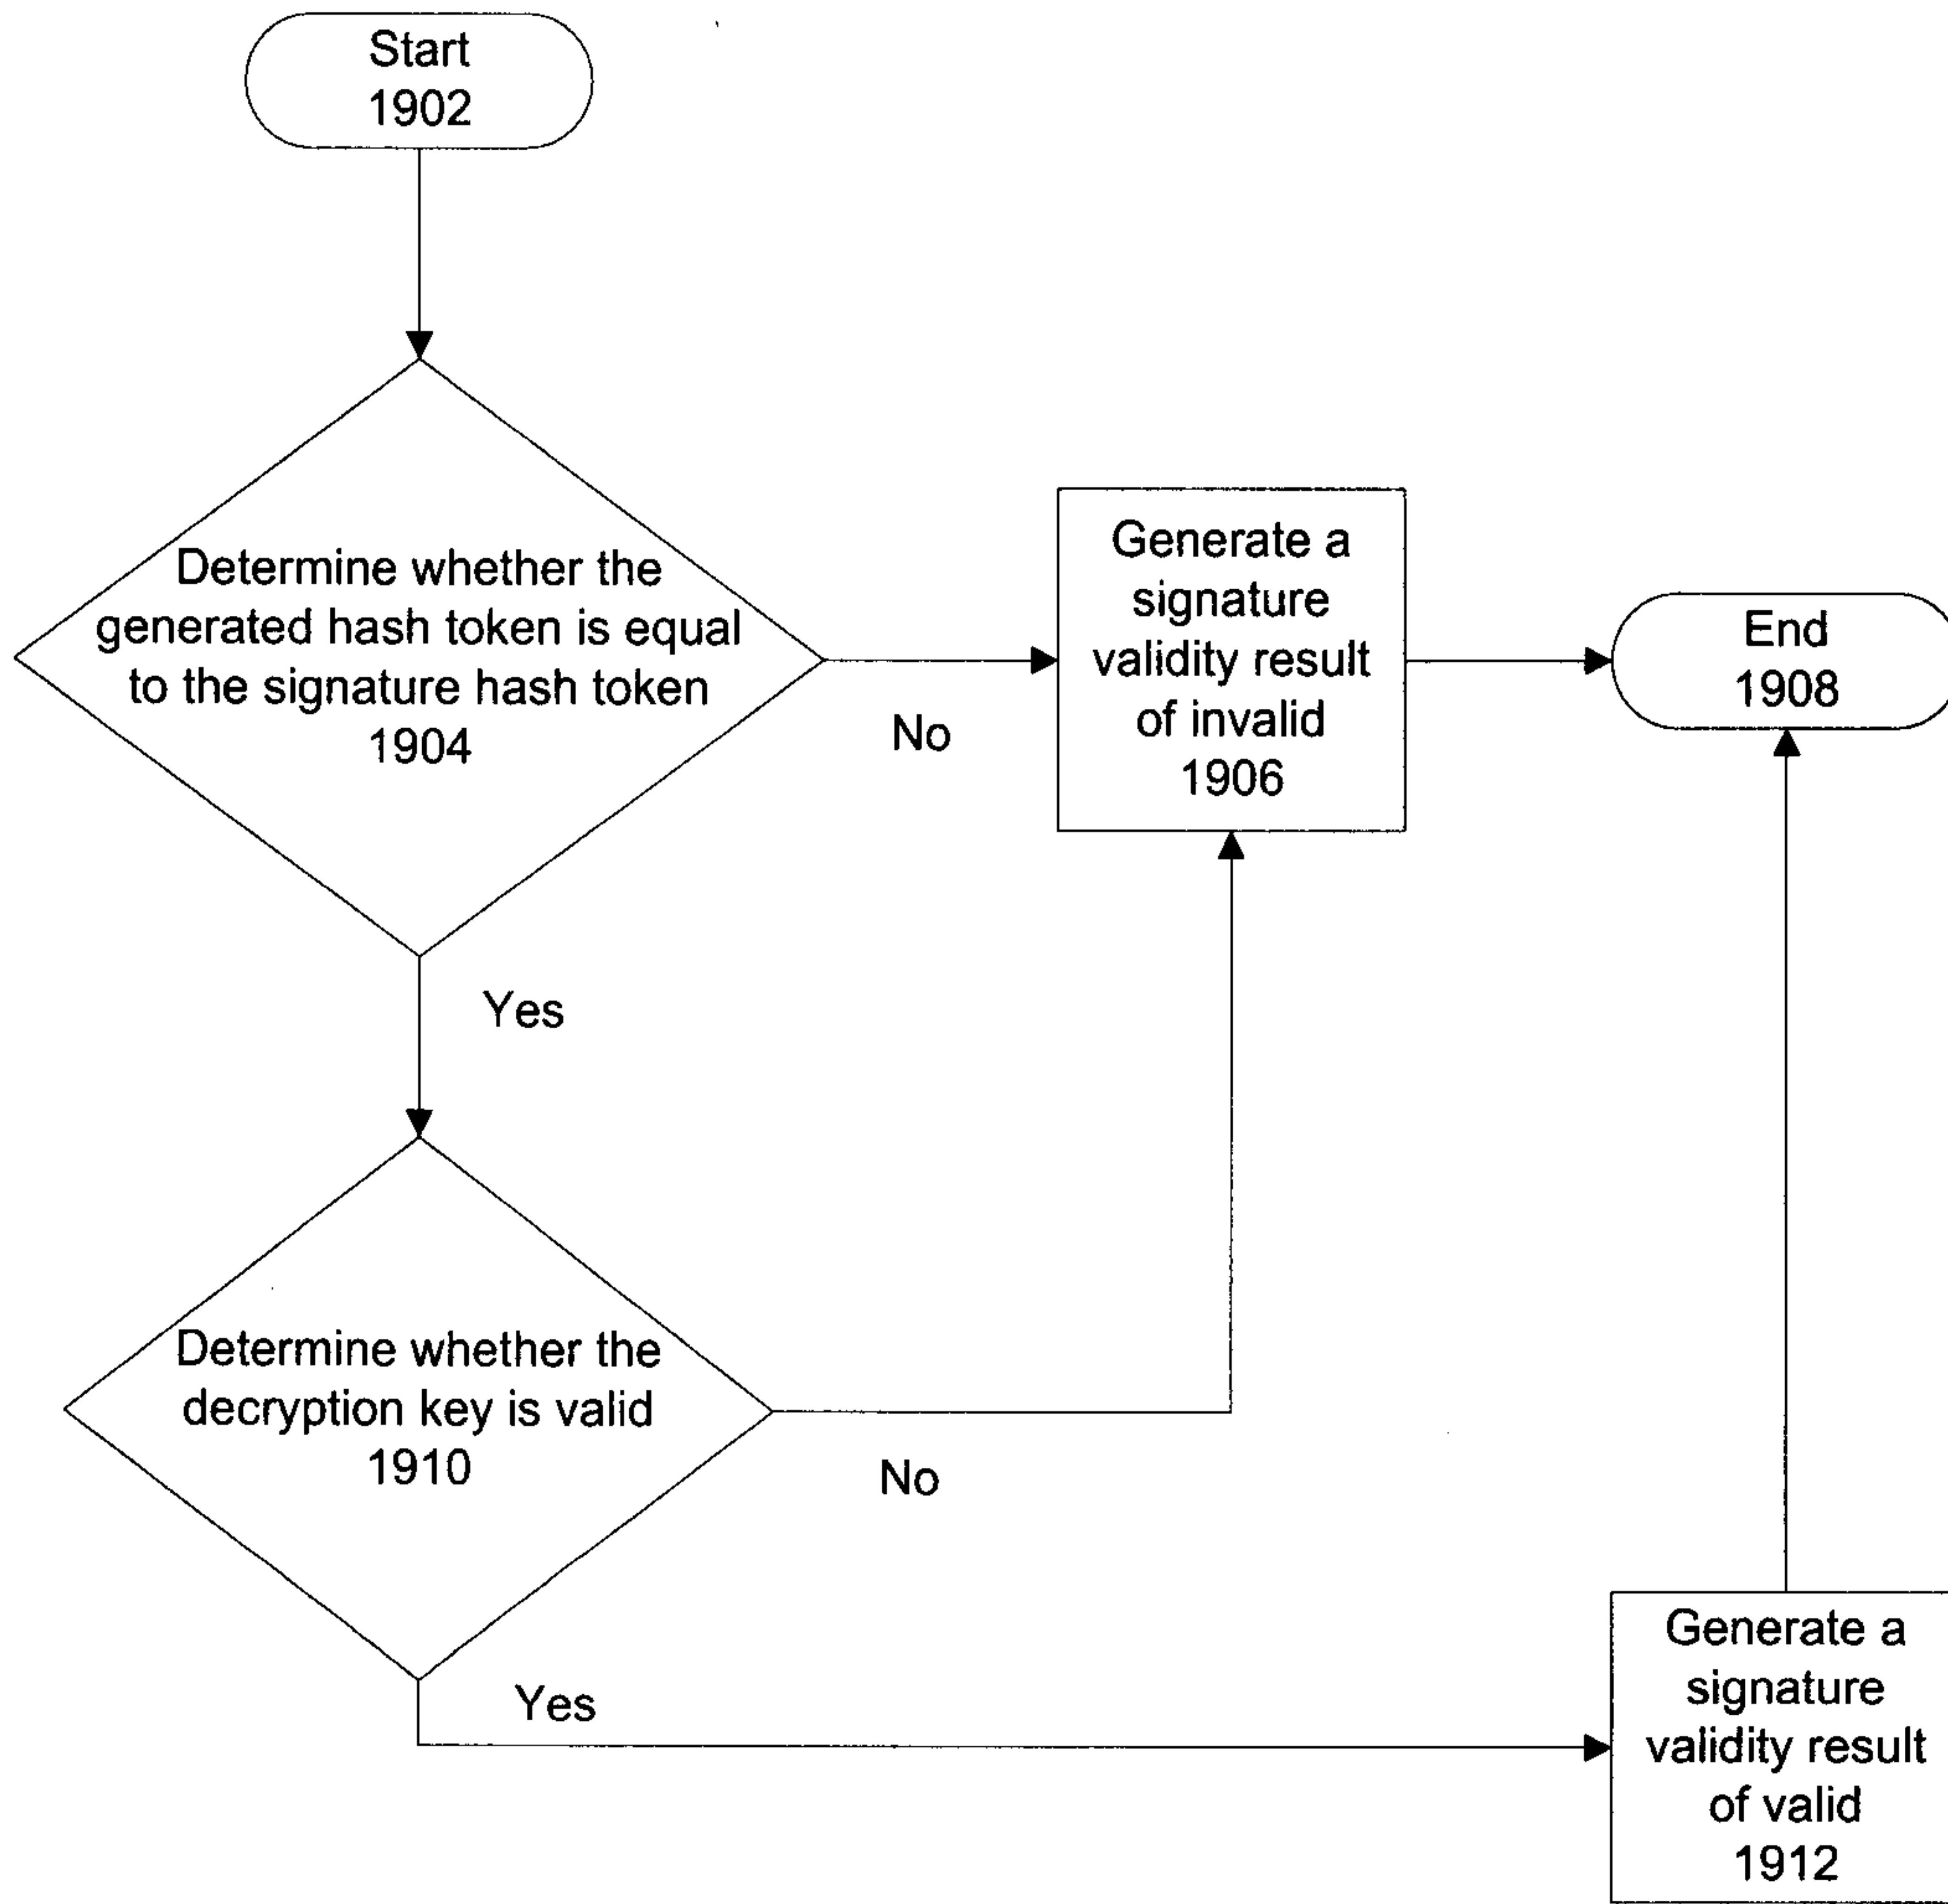 Start
1902
Determine whether the
generated hash token is equal
to the signature hash token
1904
No
Generate a
signature
validity result
of invalid
1906
End
1908
Yes
Determine whether the
decryption key is valid
1910
No
Yes
Generate a
signature
validity result
of valid
1912